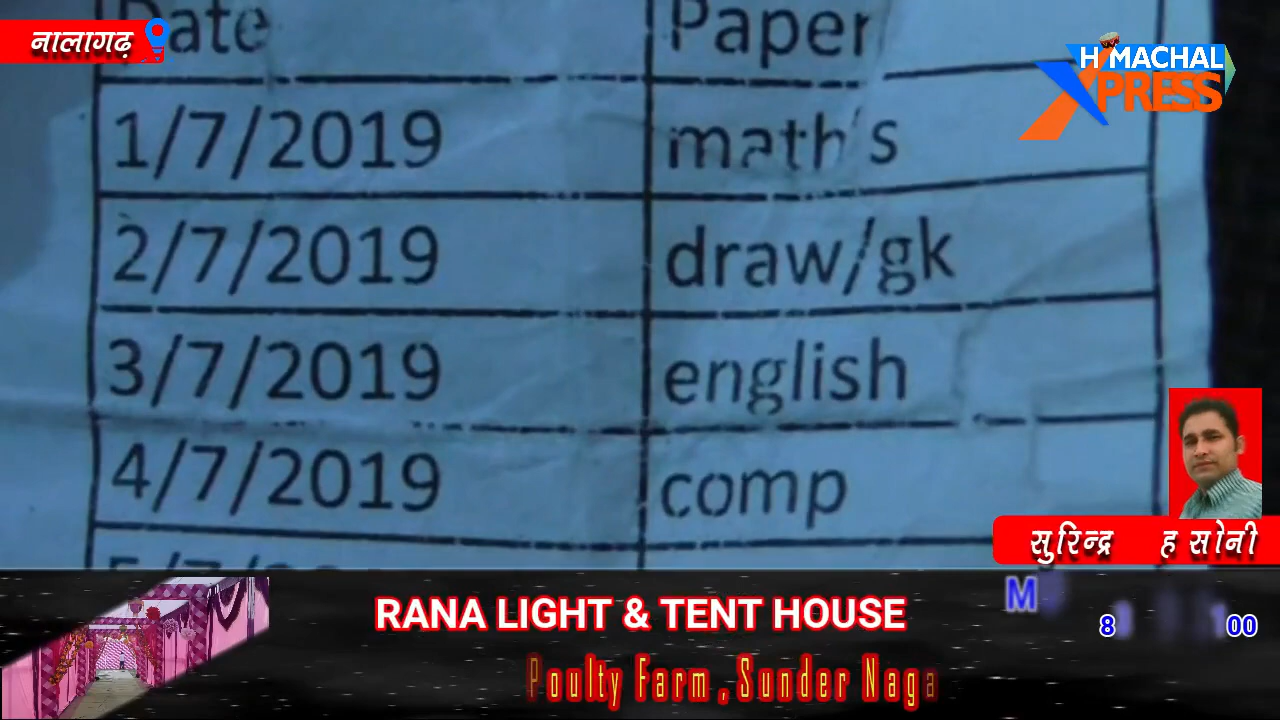 Date Paper
नालागढ़
HIMACHAL
XPRESS
1/7/2019 math's
2/7/2019 draw/gk
3/7/2019 english
4/7/2019 comp
सुरिन्द्र ह सोनी
RANA LIGHT & TENT HOUSE
M
8 00
Poulty Farm , Sunder Naga